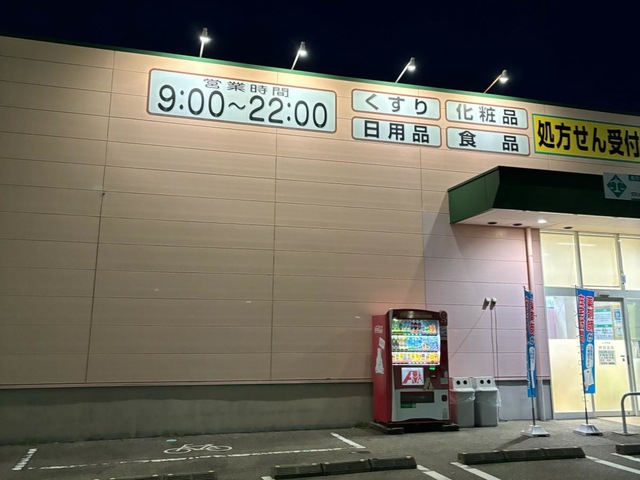 営業時間
9:00~22:00
くすり
化粧品
日用品
食品
処方せん受付